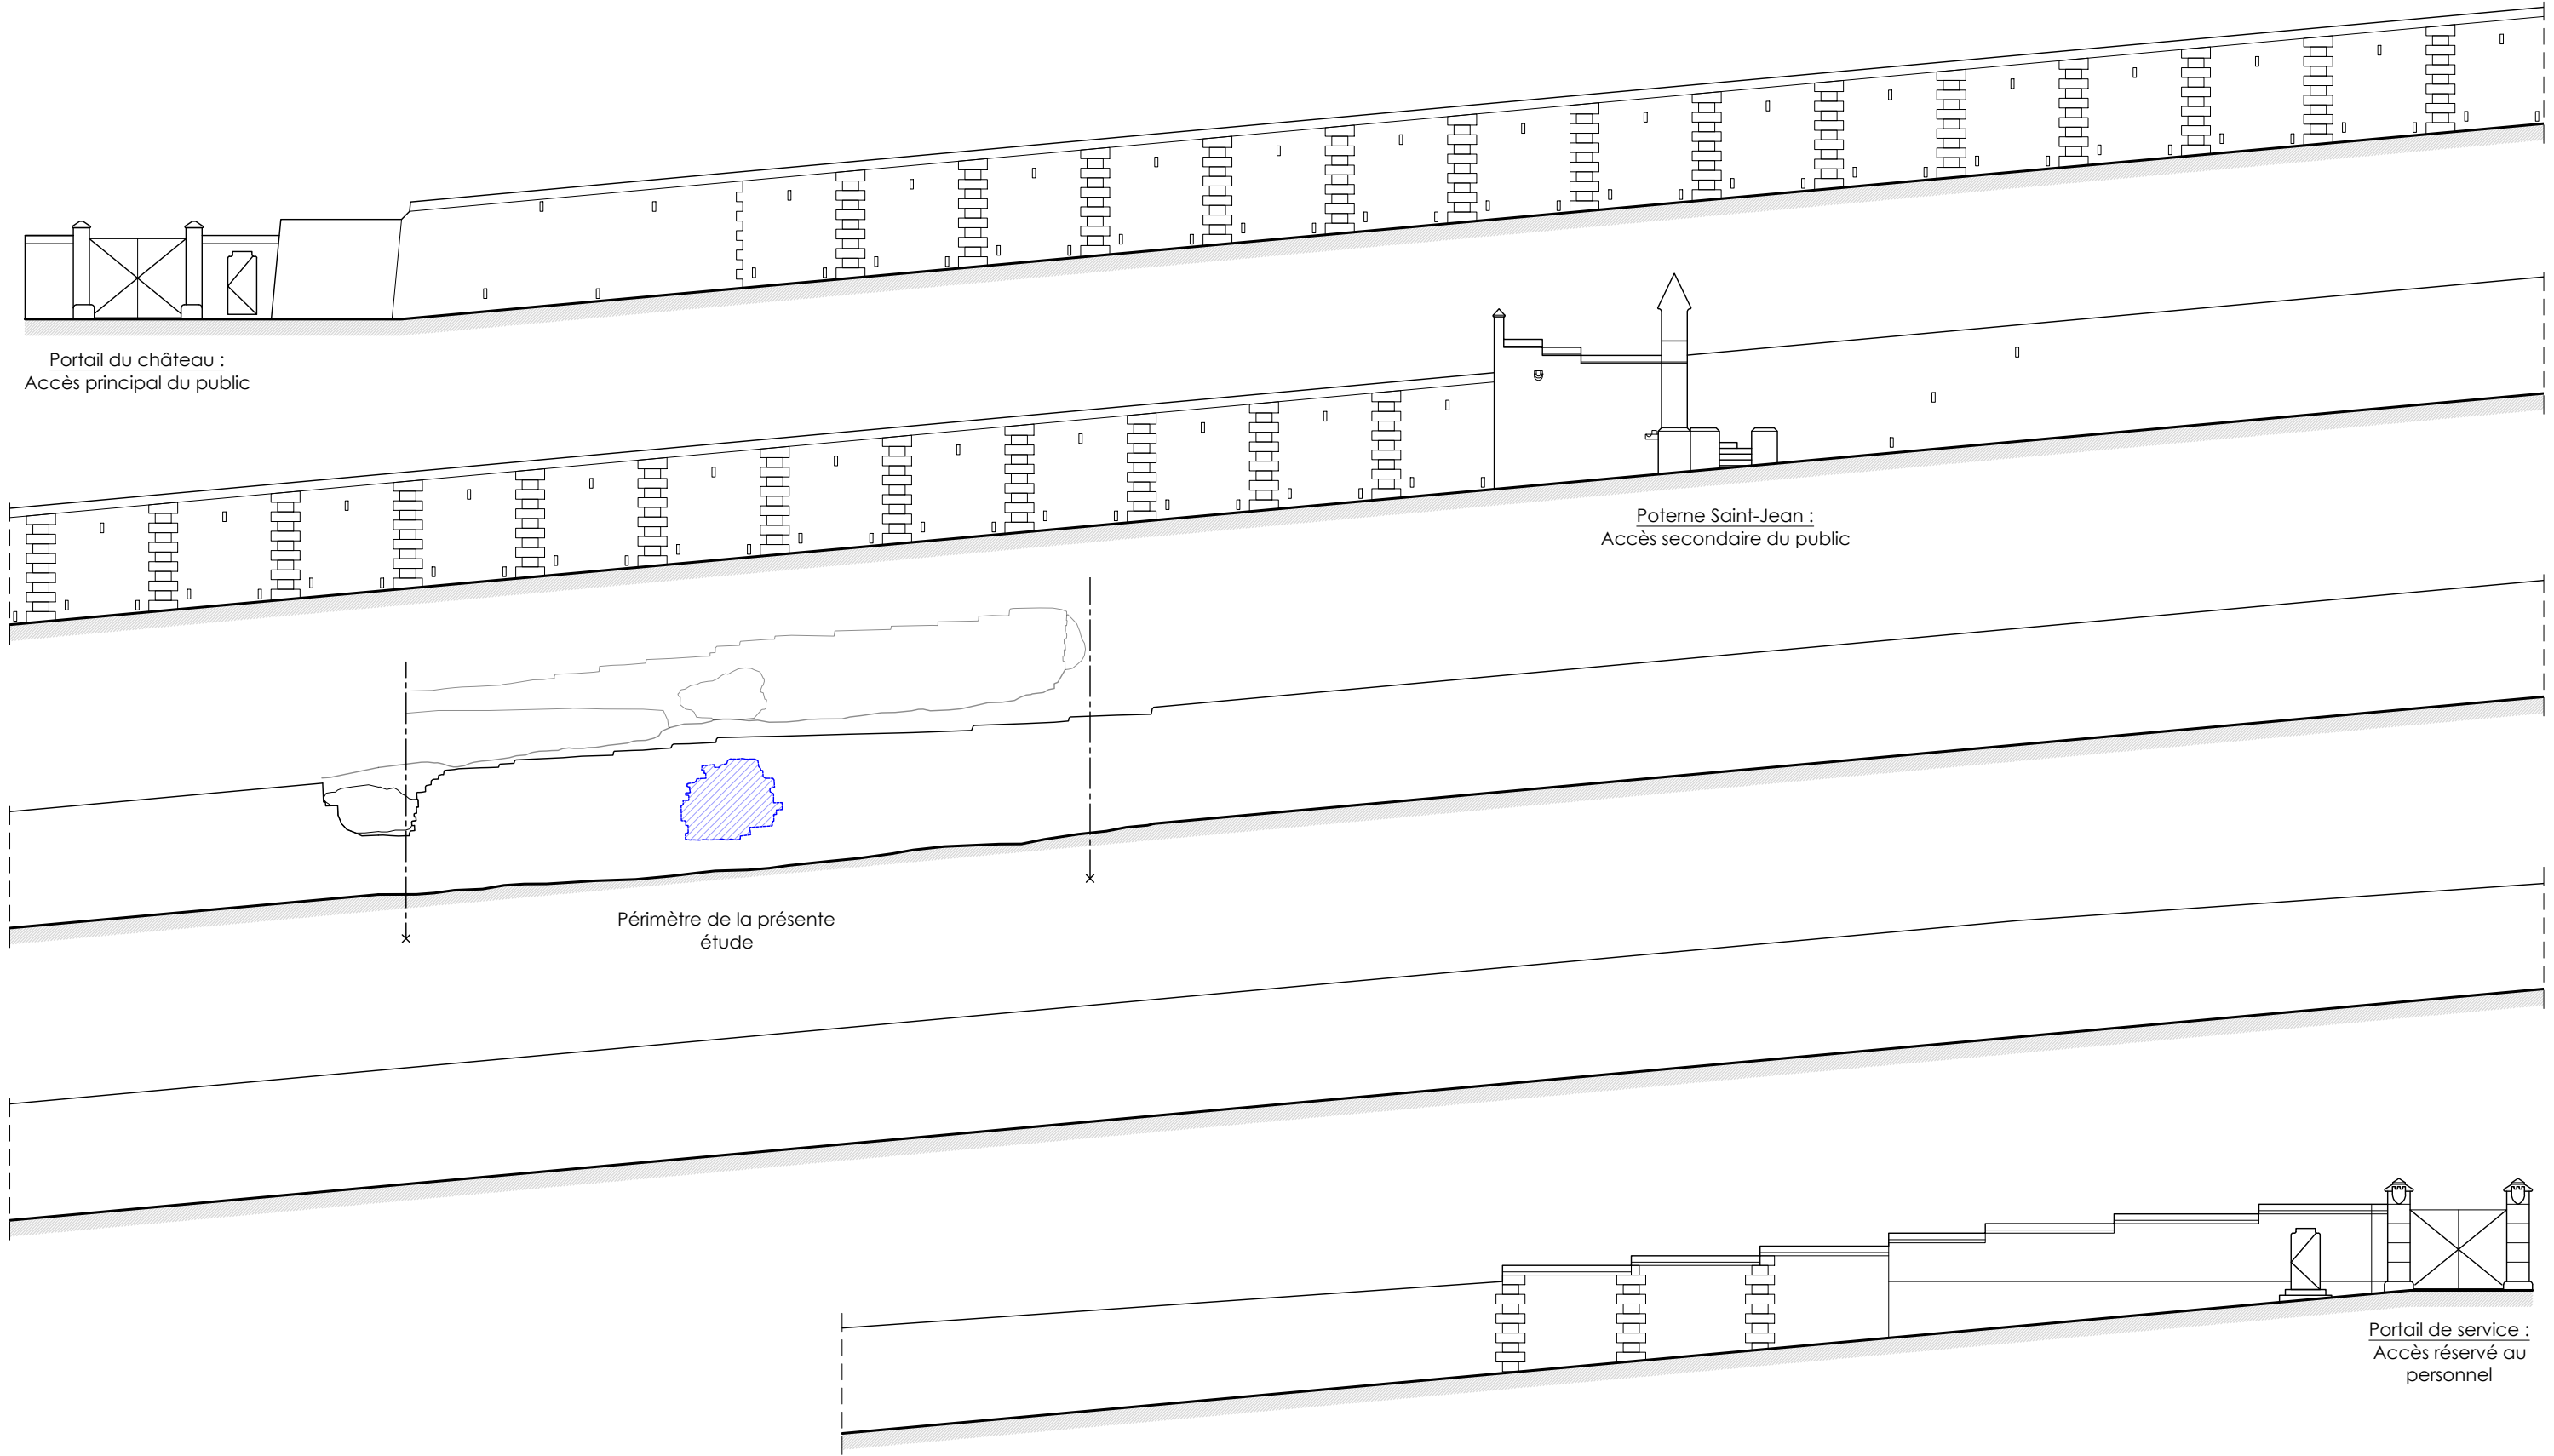 Portail du château :
Accès principal du public
Poterne Saint-Jean :
Accès secondaire du public
Périmètre de la présente
étude
Portail de service :
Accès réservé au
personnel